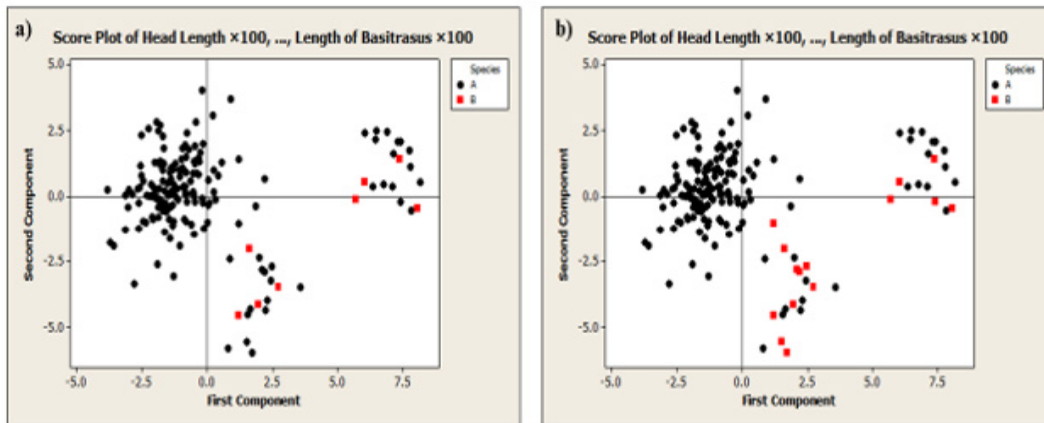 a)
Score Plot of Head Length ×100, ..., Length of Basitrasus ×100
Species
A
B
5.0
2.5
0.0
-2.5
-5.0
Second Component
-5.0 -2.5 0.0 2.5 5.0 7.5
First Component
b)
Score Plot of Head Length ×100, ..., Length of Basitrasus ×100
Species
A
B
5.0
2.5
0.0
-2.5
-5.0
Second Component
-5.0 -2.5 0.0 2.5 5.0 7.5
First Component